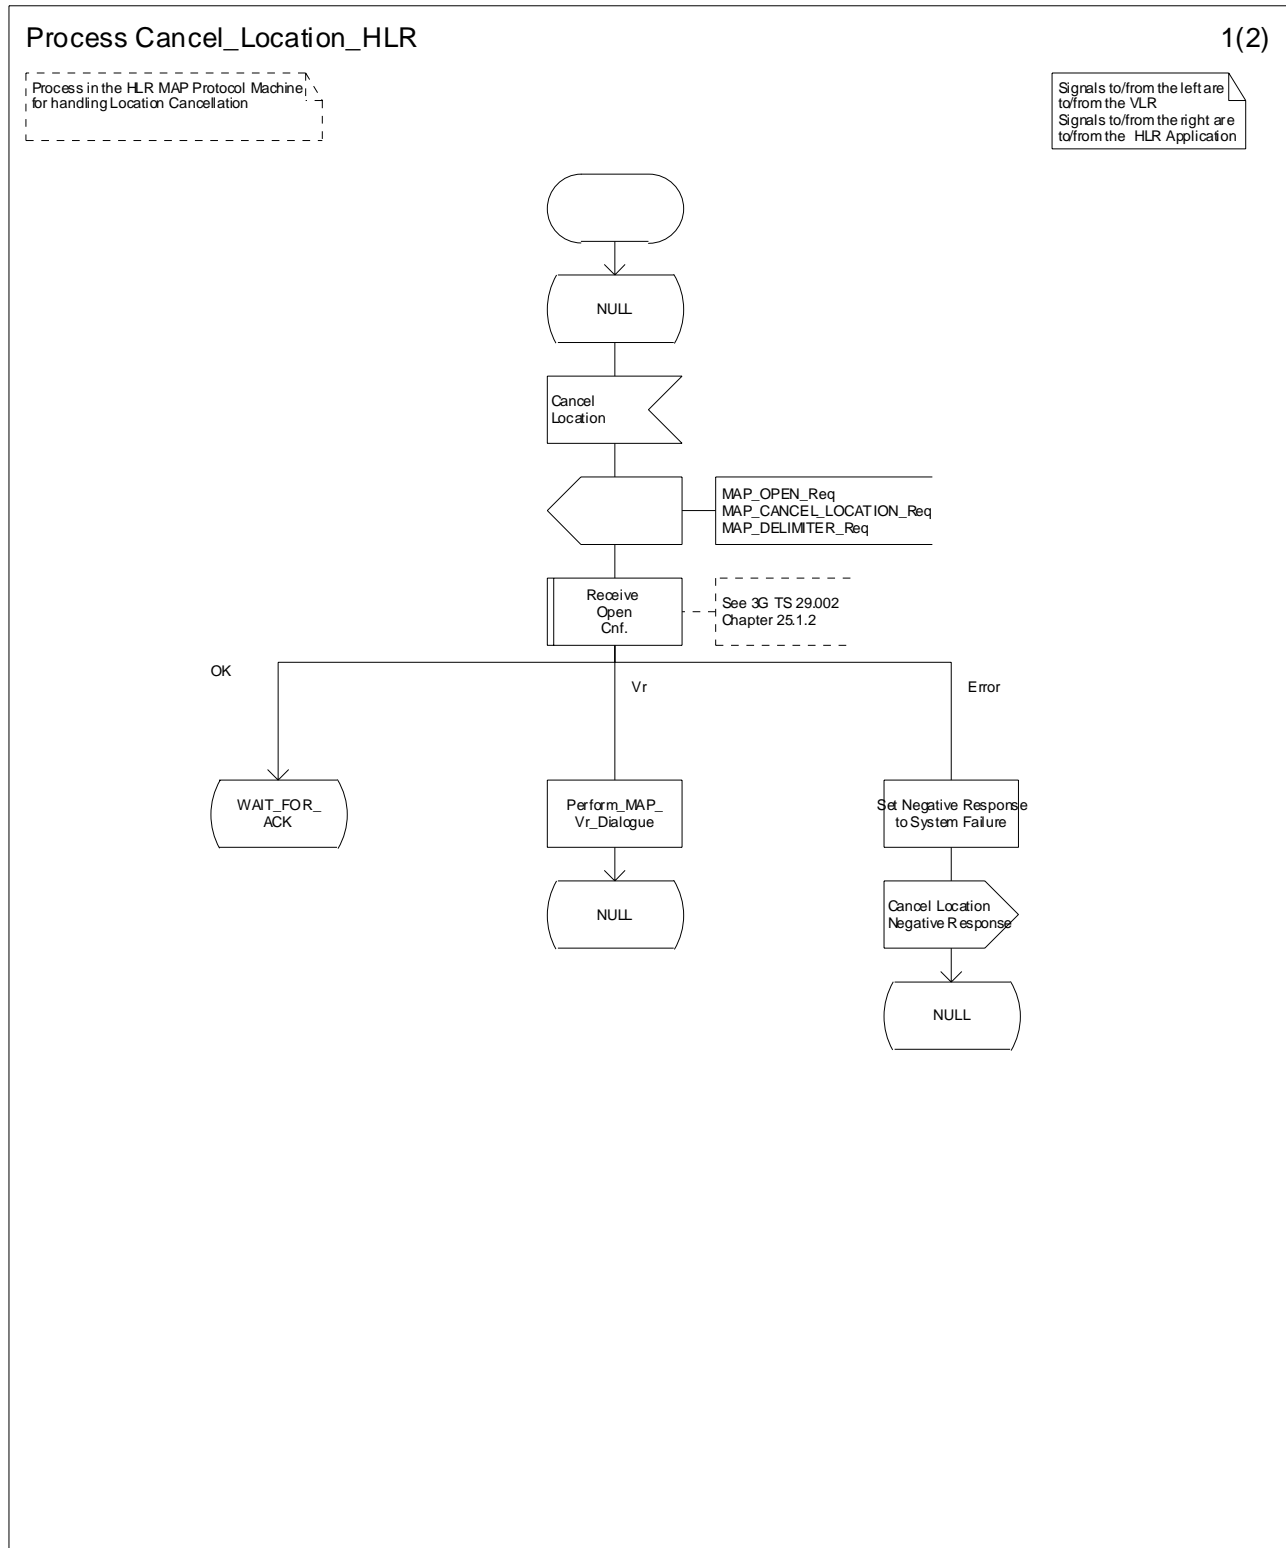 Process Cancel_Location_HLR
1(2)
Process in the HLR MAP Protocol Machine
for handling Location Cancellation
Signals to/from the left are
to/from the VLR
Signals to/from the right are
to/from the HLR Application
NULL
Cancel
Location
MAP_OPEN_Req
MAP_CANCEL_LOCATION_Req
MAP_DELIMITER_Req
Receive
Open
Cnf.
See 3G TS 29.002
Chapter 25.1.2
OK
Vr
Error
WAIT_FOR_
ACK
Perform_MAP_
Vr_Dialogue
Set Negative Response
to System Failure
NULL
Cancel Location
Negative Response
NULL